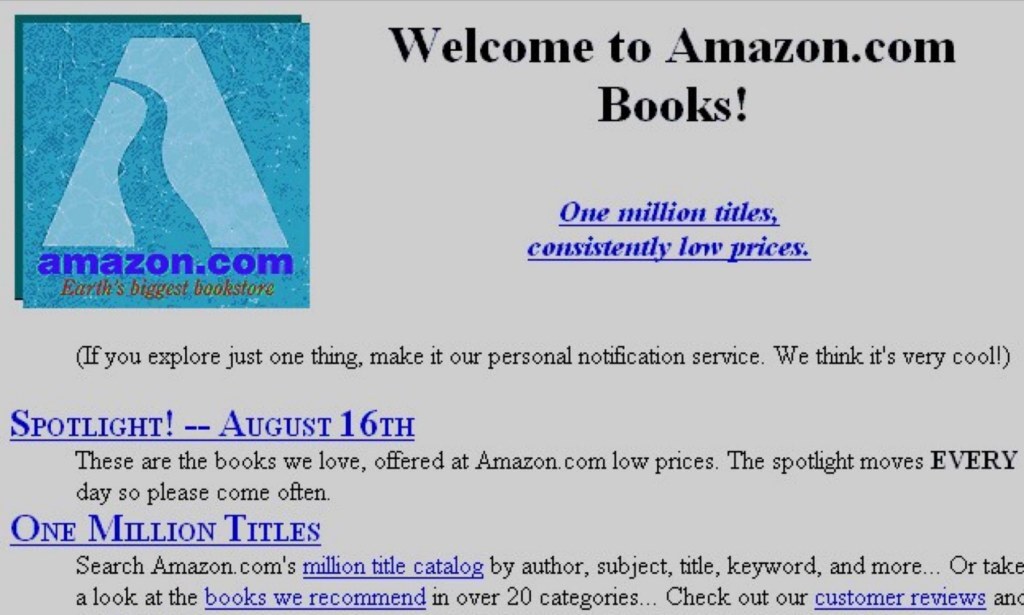 Welcome to Amazon.com
Books!
One million titles,
consistently low prices.
amazon.com
Earth's biggest bookstore
(If you explore just one thing, make it our personal notification service. We think it's very cool!)
SPOTLIGHT! -- AUGUST 16TH
These are the books we love, offered at Amazon.com low prices. The spotlight moves EVERY
day so please come often.
ONE MILLION TITLES
Search Amazon.com's million title catalog by author, subject, title, keyword, and more... Or take
a look at the books we recommend in over 20 categories... Check out our customer reviews and